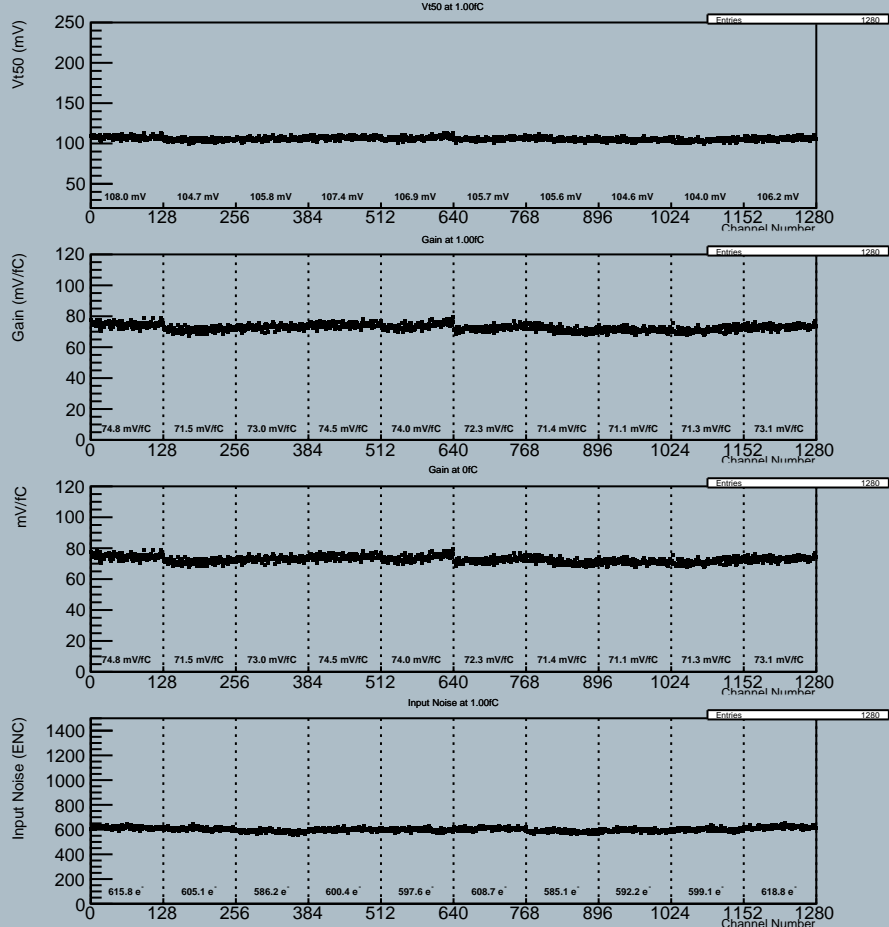 Vt50 at 1.00fC
Entries 1280
Vt50 (mV)
250
200
150
100
50
108.0 mV 104.7 mV 105.8 mV 107.4 mV 106.9 mV 105.7 mV 105.6 mV 104.6 mV 104.0 mV 106.2 mV
0 128 256 384 512 640 768 896 1024 1152 1280
Channel Number
Gain at 1.00fC
Entries 1280
Gain (mV/fC)
120
100
80
60
40
20
0
74.8 mV/fC 71.5 mV/fC 73.0 mV/fC 74.5 mV/fC 74.0 mV/fC 72.3 mV/fC 71.4 mV/fC 71.1 mV/fC 71.3 mV/fC 73.1 mV/fC
0 128 256 384 512 640 768 896 1024 1152 1280
Channel Number
Gain at 0fC
Entries 1280
mV/fC
120
100
80
60
40
20
0
74.8 mV/fC 71.5 mV/fC 73.0 mV/fC 74.5 mV/fC 74.0 mV/fC 72.3 mV/fC 71.4 mV/fC 71.1 mV/fC 71.3 mV/fC 73.1 mV/fC
0 128 256 384 512 640 768 896 1024 1152 1280
Channel Number
Input Noise at 1.00fC
Entries 1280
Input Noise (ENC)
1400
1200
1000
800
600
400
200
0
615.8 e⁻ 605.1 e⁻ 586.2 e⁻ 600.4 e⁻ 597.6 e⁻ 608.7 e⁻ 585.1 e⁻ 592.2 e⁻ 599.1 e⁻ 618.8 e⁻
0 128 256 384 512 640 768 896 1024 1152 1280
Channel Number